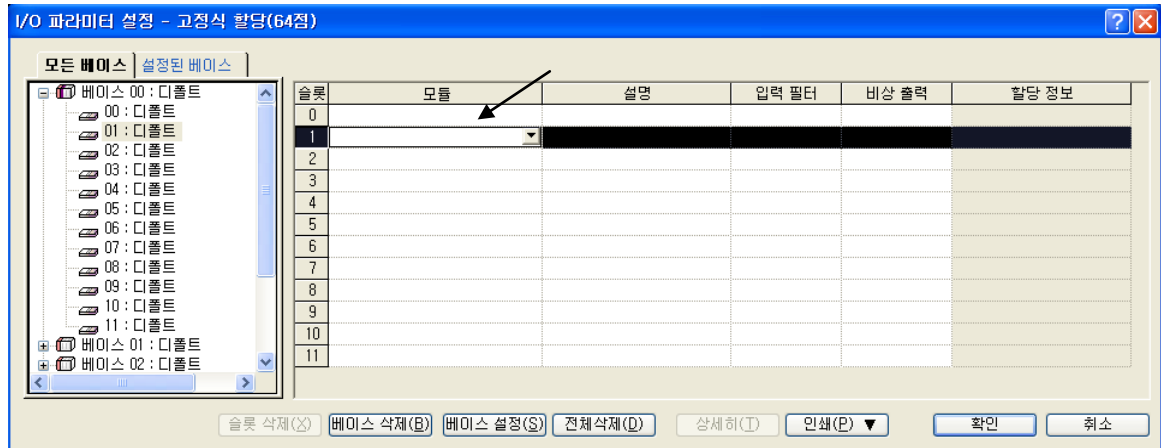 I/O 파라미터 설정 - 고정식 할당(64점)
모든 베이스 설정된 베이스
베이스 00 : 디폴트
00 : 디폴트
01 : 디폴트
02 : 디폴트
03 : 디폴트
04 : 디폴트
05 : 디폴트
06 : 디폴트
07 : 디폴트
08 : 디폴트
09 : 디폴트
10 : 디폴트
11 : 디폴트
베이스 01 : 디폴트
베이스 02 : 디폴트
슬롯 모듈 설명 입력 필터 비상 출력 할당 정보
0
1
2
3
4
5
6
7
8
9
10
11
슬롯 삭제(X) 베이스 삭제(B) 베이스 설정(S) 전체삭제(D) 상세히(T) 인쇄(P) ▼ 확인 취소